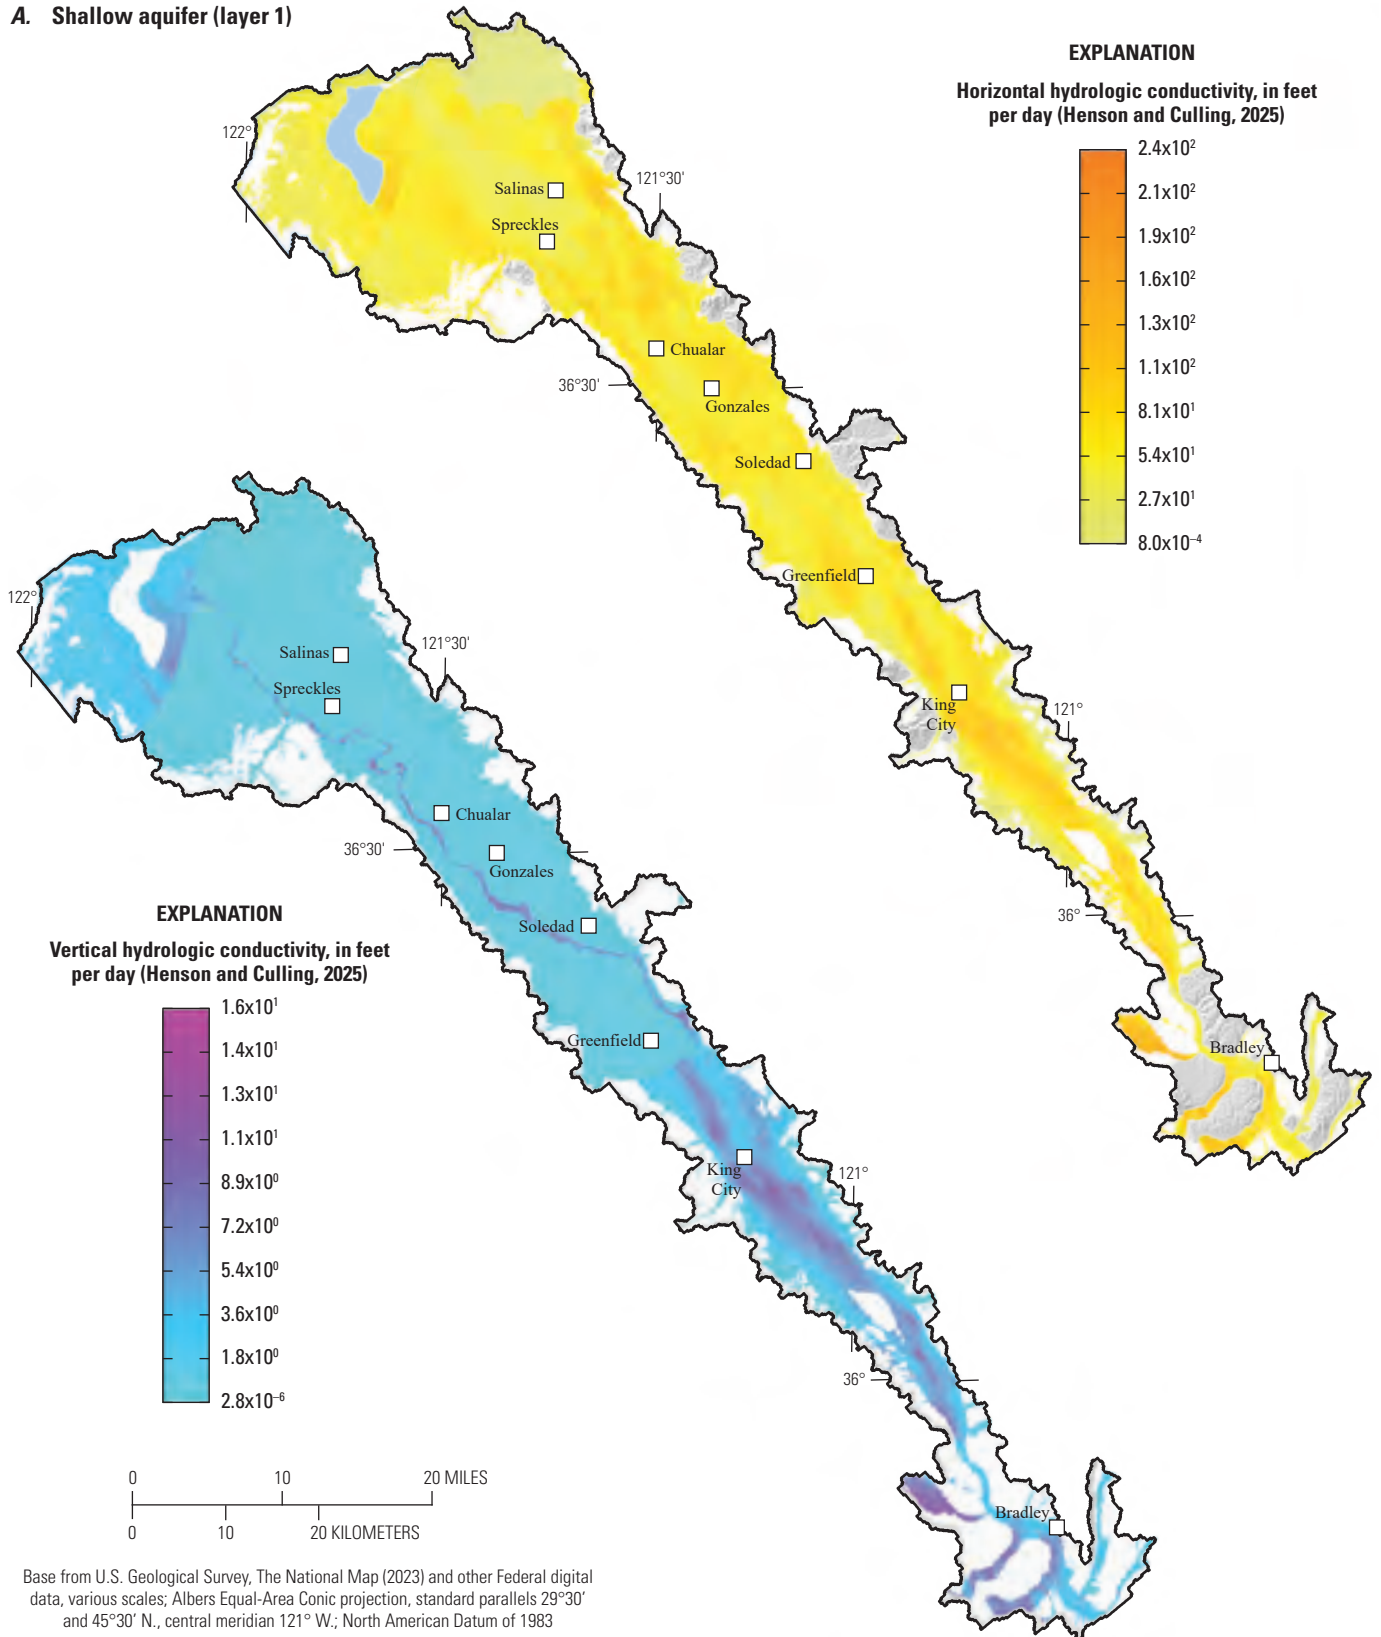 A. Shallow aquifer (layer 1)
EXPLANATION
Horizontal hydrologic conductivity, in feet
per day (Henson and Culling, 2025)
2.4x10²
2.1x10²
1.9x10²
1.6x10²
1.3x10²
1.1x10²
8.1x10¹
5.4x10¹
2.7x10¹
8.0x10⁻⁴
122°
121°30'
Salinas
Spreckles
Chualar
36°30'
Gonzales
Soledad
Greenfield
King
City
121°
36°
Bradley
122°
121°30'
Salinas
Spreckles
Chualar
36°30'
Gonzales
Soledad
Greenfield
King
City
121°
36°
Bradley
EXPLANATION
Vertical hydrologic conductivity, in feet
per day (Henson and Culling, 2025)
1.6x10¹
1.4x10¹
1.3x10¹
1.1x10¹
8.9x10⁰
7.2x10⁰
5.4x10⁰
3.6x10⁰
1.8x10⁰
2.8x10⁻⁶
0 10 20 MILES
0 10 20 KILOMETERS
Base from U.S. Geological Survey, The National Map (2023) and other Federal digital
data, various scales; Albers Equal-Area Conic projection, standard parallels 29°30'
and 45°30' N., central meridian 121° W.; North American Datum of 1983